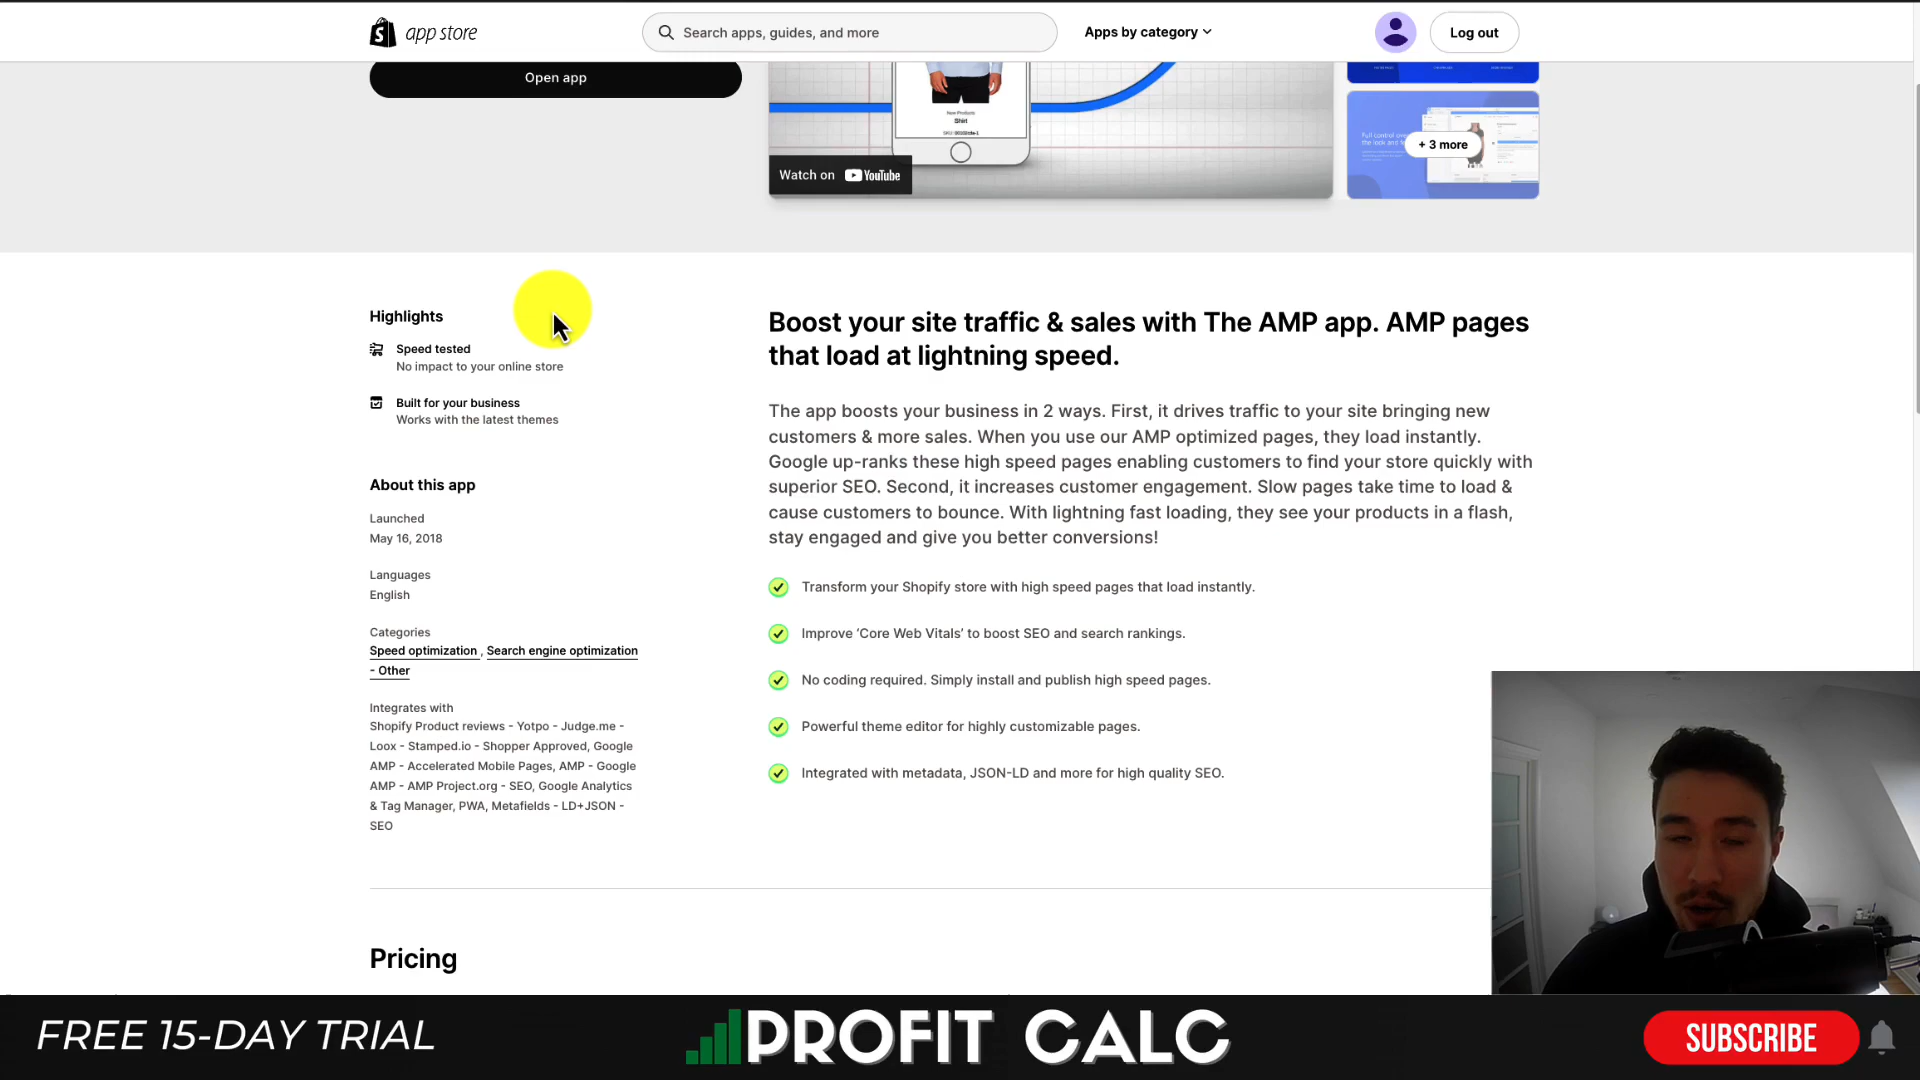 app store
Search apps, guides, and more
Apps by category
Log out
Open app
Shirt
Watch on YouTube
+ 3 more
Highlights
Speed tested
No impact to your online store
Built for your business
Works with the latest themes
About this app
Launched
May 16, 2018
Languages
English
Categories
Speed optimization , Search engine optimization
- Other
Integrates with
Shopify Product reviews - Yotpo - Judge.me -
Loox - Stamped.io - Shopper Approved, Google
AMP - Accelerated Mobile Pages, AMP - Google
AMP - AMP Project.org - SEO, Google Analytics
& Tag Manager, PWA, Metafields - LD+JSON -
SEO
Boost your site traffic & sales with The AMP app. AMP pages
that load at lightning speed.
The app boosts your business in 2 ways. First, it drives traffic to your site bringing new
customers & more sales. When you use our AMP optimized pages, they load instantly.
Google up-ranks these high speed pages enabling customers to find your store quickly with
superior SEO. Second, it increases customer engagement. Slow pages take time to load &
cause customers to bounce. With lightning fast loading, they see your products in a flash,
stay engaged and give you better conversions!
Transform your Shopify store with high speed pages that load instantly.
Improve ‘Core Web Vitals’ to boost SEO and search rankings.
No coding required. Simply install and publish high speed pages.
Powerful theme editor for highly customizable pages.
Integrated with metadata, JSON-LD and more for high quality SEO.
Pricing
FREE 15-DAY TRIAL
PROFIT CALC
SUBSCRIBE